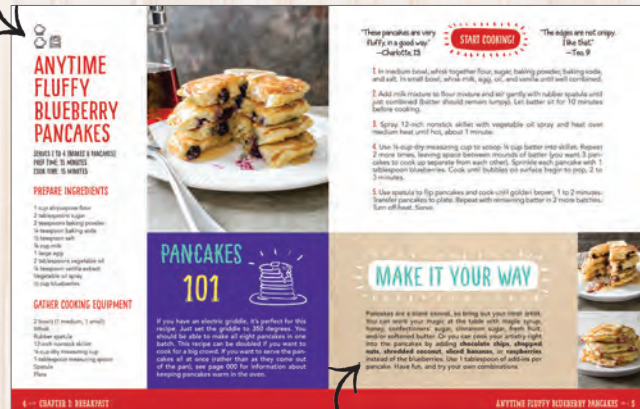 ANYTIME
FLUFFY
BLUEBERRY
PANCAKES
SERVES 2 TO 4 (MAKES 8 PANCAKES)
PREP TIME: 15 MINUTES
COOK TIME: 15 MINUTES
PREPARE INGREDIENTS
1 cup all-purpose flour
2 tablespoons sugar
2 teaspoons baking powder
¼ teaspoon baking soda
½ teaspoon salt
¾ cup milk
1 large egg
2 tablespoons vegetable oil
¼ teaspoon vanilla extract
Vegetable oil spray
½ cup blueberries
GATHER COOKING EQUIPMENT
2 bowls (1 medium, 1 small)
Whisk
Rubber spatula
12-inch nonstick skillet
¼-cup dry measuring cup
1-tablespoon measuring spoon
Spatula
Plate
"These pancakes are very
fluffy, in a good way."
—Charlotte, 13
START COOKING!
"The edges are not crispy.
I like that."
—Teo, 9
1. In medium bowl, whisk together flour, sugar, baking powder, baking soda,
and salt. In small bowl, whisk milk, egg, oil, and vanilla until well combined.
2. Add milk mixture to flour mixture and stir gently with rubber spatula until
just combined (batter should remain lumpy). Let batter sit for 10 minutes
before cooking.
3. Spray 12-inch nonstick skillet with vegetable oil spray and heat over
medium heat until hot, about 1 minute.
4. Use ¼-cup dry measuring cup to scoop ¼ cup batter into skillet. Repeat
2 more times, leaving space between mounds of batter (you want 3 pan-
cakes to cook up separate from each other). Sprinkle each pancake with 1
tablespoon blueberries. Cook until bubbles on surface begin to pop, 2 to
3 minutes.
5. Use spatula to flip pancakes and cook until golden brown, 1 to 2 minutes.
Transfer pancakes to plate. Repeat with remaining batter in 2 more batches.
Turn off heat. Serve.
PANCAKES
101
If you have an electric griddle, it's perfect for this
recipe. Just set the griddle to 350 degrees. You
should be able to make all eight pancakes in one
batch. This recipe can be doubled if you want to
cook for a big crowd. If you want to serve the pan-
cakes all at once (rather than as they come out
of the pan), see page 000 for information about
keeping pancakes warm in the oven.
MAKE IT YOUR WAY
Pancakes are a blank canvas, so bring out your inner artist.
You can work your magic at the table with maple syrup,
honey, confectioners' sugar, cinnamon sugar, fresh fruit,
and/or softened butter. Or you can cook your artistry right
into the pancakes by adding chocolate chips, chopped
nuts, shredded coconut, sliced bananas, or raspberries
instead of the blueberries. Use 1 tablespoon of add-ins per
pancake. Have fun, and try your own combinations.
4 CHAPTER 1: BREAKFAST
ANYTIME FLUFFY BLUEBERRY PANCAKES 5